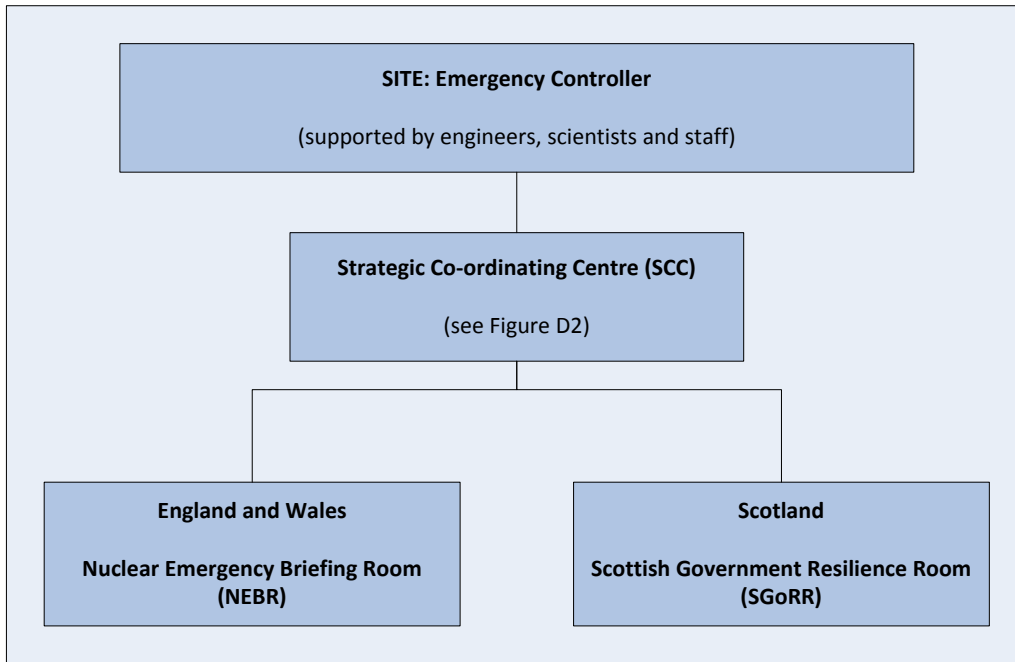 SITE: Emergency Controller
(supported by engineers, scientists and staff)
Strategic Co-ordinating Centre (SCC)
(see Figure D2)
England and Wales
Nuclear Emergency Briefing Room
(NEBR)
Scotland
Scottish Government Resilience Room
(SGoRR)